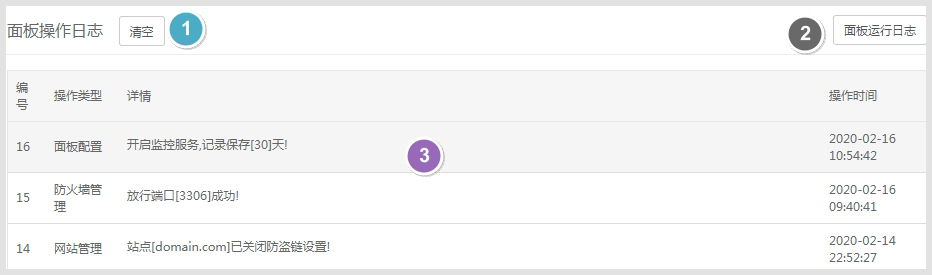 面板操作日志 清空 1 2 面板运行日志
编号 操作类型 详情 操作时间
16 面板配置 开启监控服务,记录保存[30]天! 3 2020-02-16 10:54:42
15 防火墙管理 放行端口[3306]成功! 2020-02-16 09:40:41
14 网站管理 站点[domain.com]已关闭防盗链设置! 2020-02-14 22:52:27